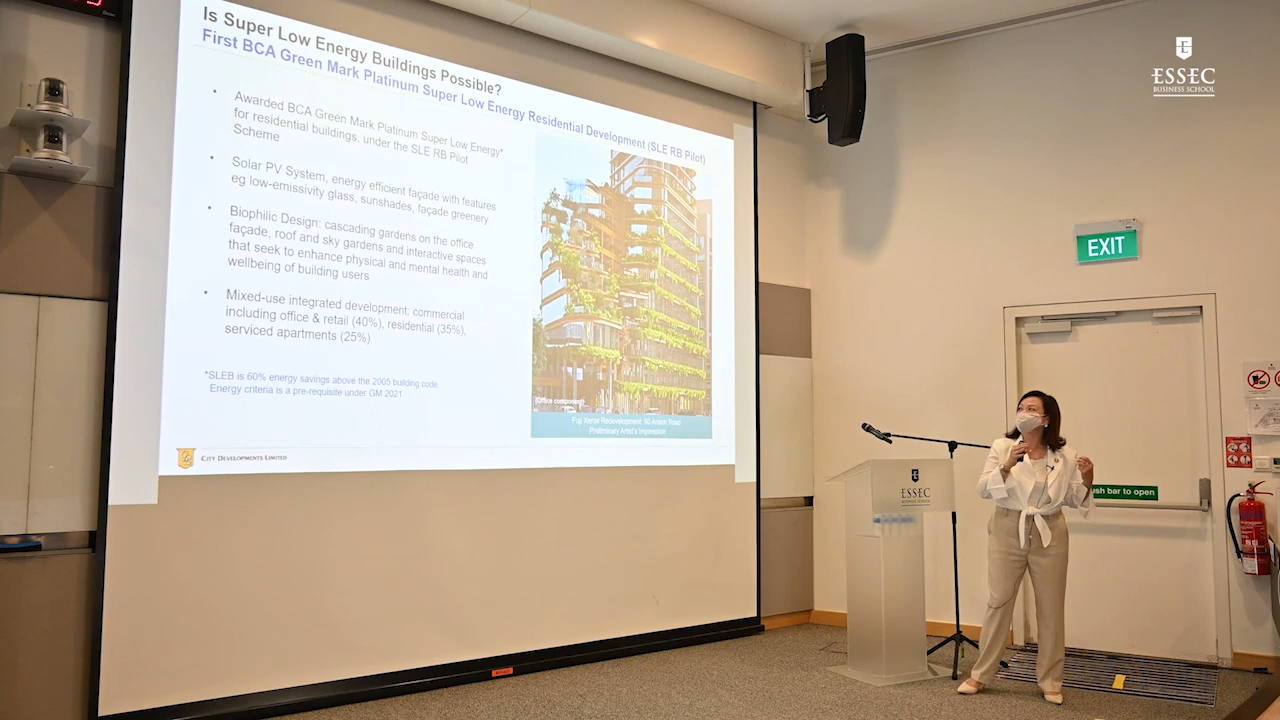 Is Super Low Energy Buildings Possible?
First BCA Green Mark Platinum Super Low Energy Residential Development (SLE RB Pilot)
• Awarded BCA Green Mark Platinum Super Low Energy*
for residential buildings, under the SLE RB Pilot
Scheme
• Solar PV System, energy efficient façade with features
eg low-emissivity glass, sunshades, façade greenery
• Biophilic Design: cascading gardens on the office
façade, roof and sky gardens and interactive spaces
that seek to enhance physical and mental health and
wellbeing of building users
• Mixed-use integrated development: commercial
including office & retail (40%), residential (35%),
serviced apartments (25%)
*SLEB is 60% energy savings above the 2005 building code.
Energy criteria is a pre-requisite under GM 2021.
(Office component)
Fuji Xerox Redevelopment, 80 Anson Road
Preliminary Artist's Impression
CITY DEVELOPMENTS LIMITED
ESSEC
BUSINESS SCHOOL
EXIT
ESSEC
BUSINESS SCHOOL
ush bar to open